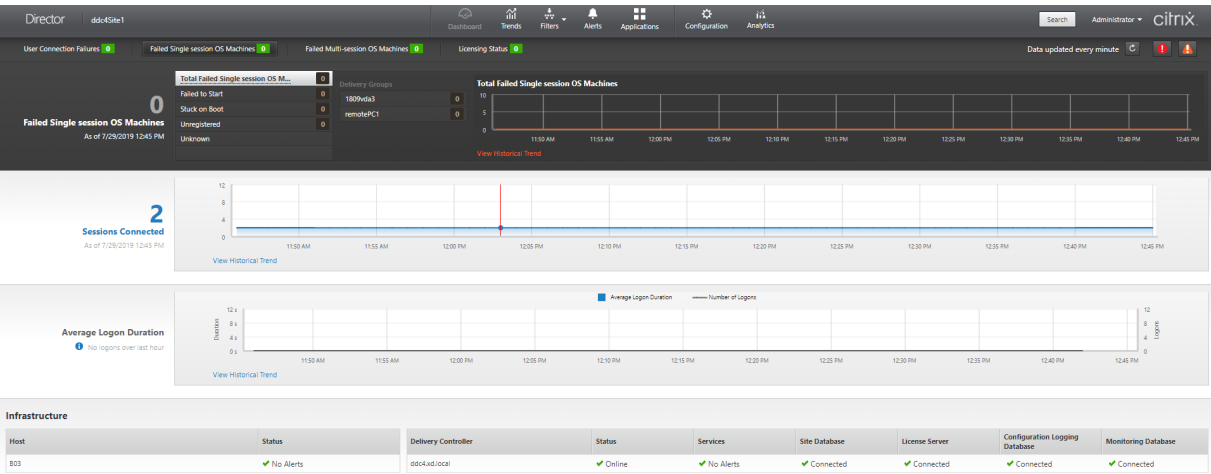 Director ddc4Site1 Dashboard Trends Filters Alerts Applications Configuration Analytics Search Administrator citrix
User Connection Failures 0 Failed Single session OS Machines 0 Failed Multi-session OS Machines 0 Licensing Status 0 Data updated every minute
0
Failed Single session OS Machines
As of 7/29/2019 12:45 PM
Total Failed Single session OS M... 0
Failed to Start 0
Stuck on Boot 0
Unregistered 0
Unknown
Delivery Groups
1809vda3 0
remotePC1 0
Total Failed Single session OS Machines
10
5
0
11:50 AM 11:55 AM 12:00 PM 12:05 PM 12:10 PM 12:15 PM 12:20 PM 12:25 PM 12:30 PM 12:35 PM 12:40 PM 12:45 PM
View Historical Trend
2
Sessions Connected
As of 7/29/2019 12:45 PM
12
8
4
0
11:50 AM 11:55 AM 12:00 PM 12:05 PM 12:10 PM 12:15 PM 12:20 PM 12:25 PM 12:30 PM 12:35 PM 12:40 PM 12:45 PM
View Historical Trend
Average Logon Duration
No logons over last hour
Average Logon Duration Number of Logons
Duration
12 s
8 s
4 s
0 s
12
8
4
0
Logons
11:50 AM 11:55 AM 12:00 PM 12:05 PM 12:10 PM 12:15 PM 12:20 PM 12:25 PM 12:30 PM 12:35 PM 12:40 PM 12:45 PM
View Historical Trend
Infrastructure
Host Status Delivery Controller Status Services Site Database License Server Configuration Logging Database Monitoring Database
B03 No Alerts ddc4.xd.local Online No Alerts Connected Connected Connected Connected